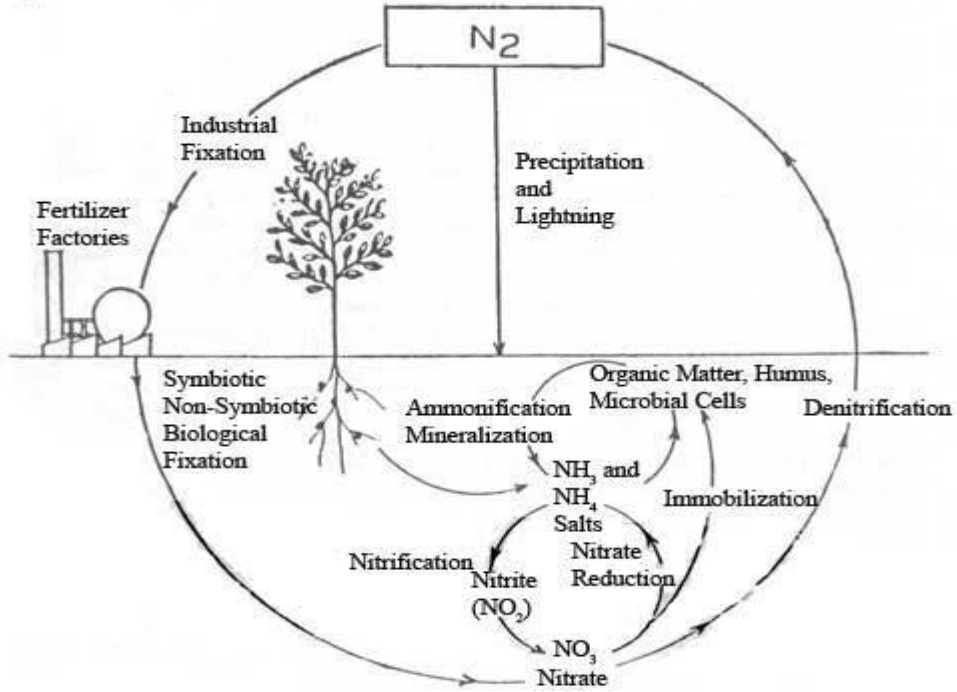 N2
Industrial
Fixation
Precipitation
and
Lightning
Fertilizer
Factories
Symbiotic
Non-Symbiotic
Biological
Fixation
Ammonification
Mineralization
Organic Matter, Humus,
Microbial Cells
Denitrification
NH₃ and
NH₄
Salts
Immobilization
Nitrification
Nitrate
Reduction
Nitrite
(NO₂)
NO₃
Nitrate